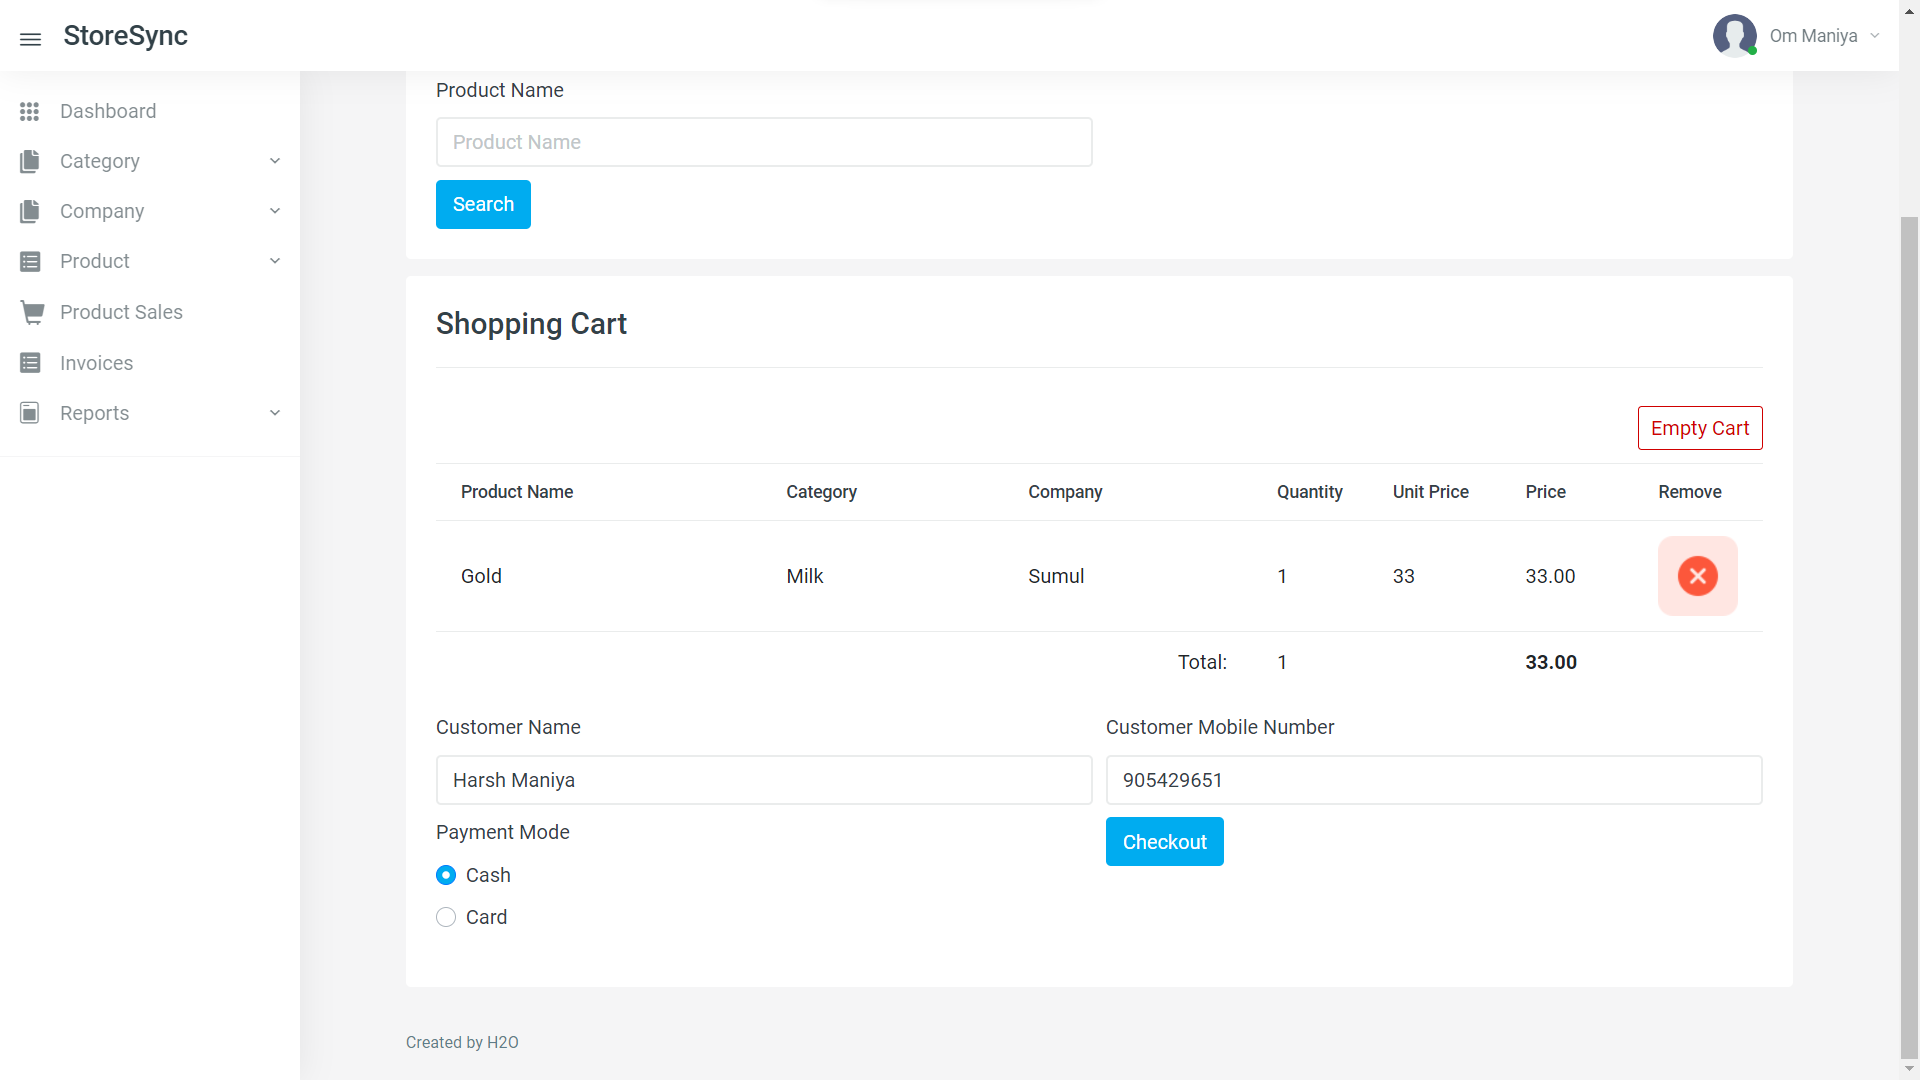 StoreSync
Om Maniya
Dashboard
Category
Company
Product
Product Sales
Invoices
Reports
Product Name
Product Name
Search
Shopping Cart
Empty Cart
Product Name Category Company Quantity Unit Price Price Remove
Gold Milk Sumul 1 33 33.00
Total: 1 33.00
Customer Name Customer Mobile Number
Harsh Maniya 905429651
Payment Mode Checkout
Cash
Card
Created by H2O